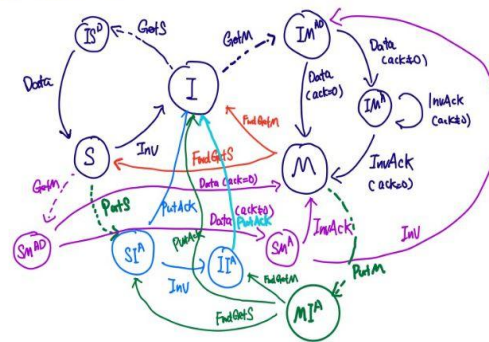 IS^D
GetS
GetM
IM^AD
Data
(ack≠0)
Data
I
Data
(ack=0)
IM^A
InvAck
(ack≠0)
FwdGetM
S
Inv
FwdGetS
M
InvAck
(ack=0)
GetM
PutS
PutAck
Data (ack=0)
Data (ack≠0)
PutAck
SM^AD
SI^A
PutAck
II^A
SM^A
InvAck
Inv
PutM
Inv
FwdGetM
FwdGetS
MI^A